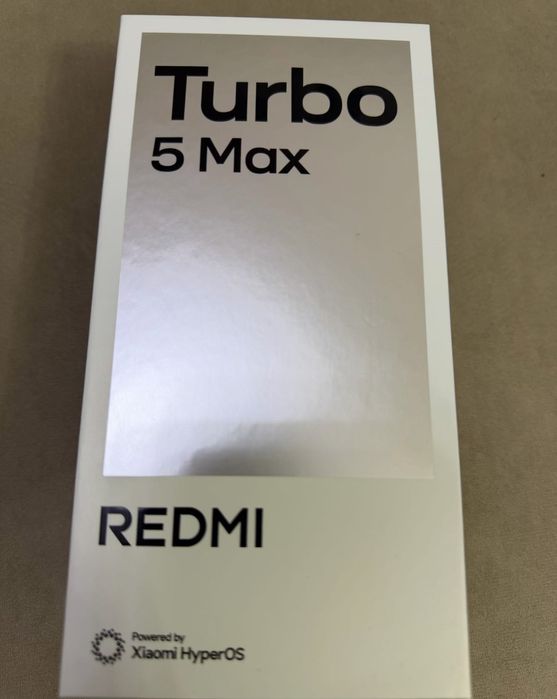 Turbo
5 Max
REDMI
Powered by
Xiaomi HyperOS